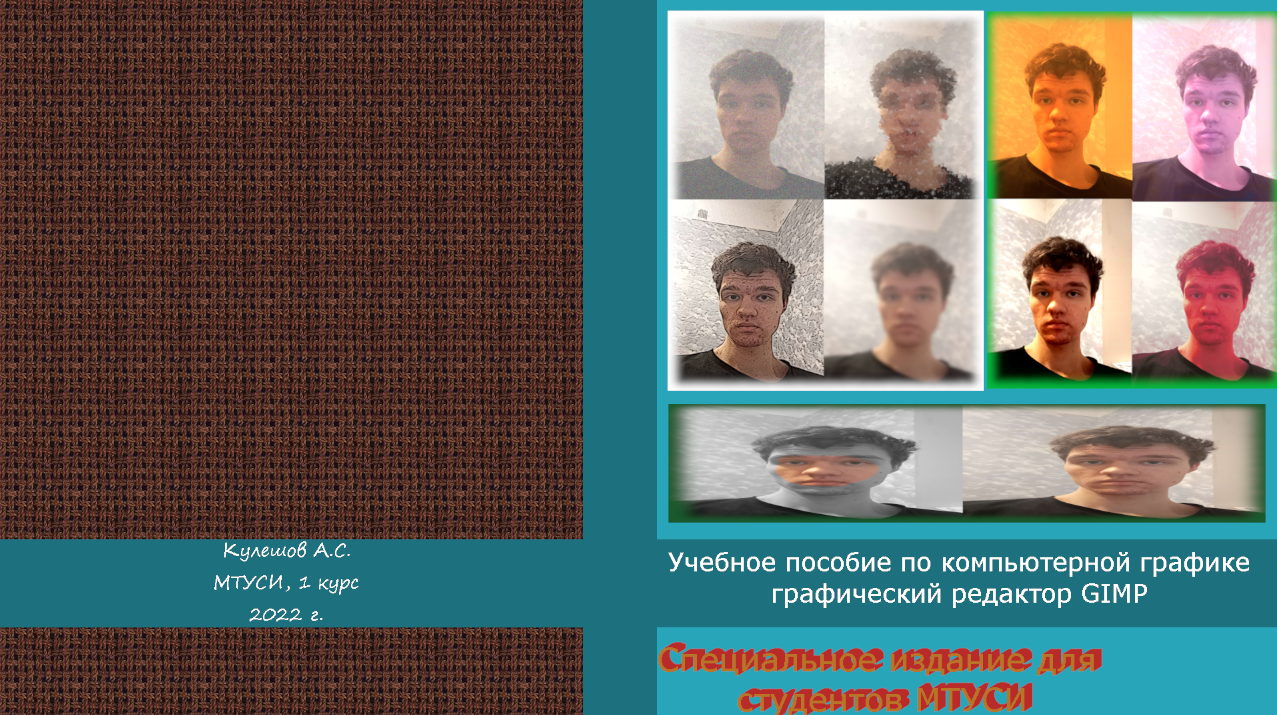 Кулешов А.С.
МТУСИ, 1 курс
2022 г.
Учебное пособие по компьютерной графике
графический редактор GIMP
Специальное издание для
студентов МТУСИ